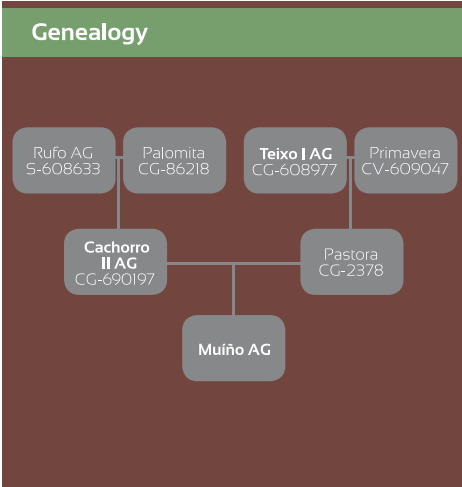 Genealogy
Rufo AG
S-608633
Palomita
CG-86218
Teixo I AG
CG-608977
Primavera
CV-609047
Cachorro
II AG
CG-690197
Pastora
CG-2378
Muíño AG